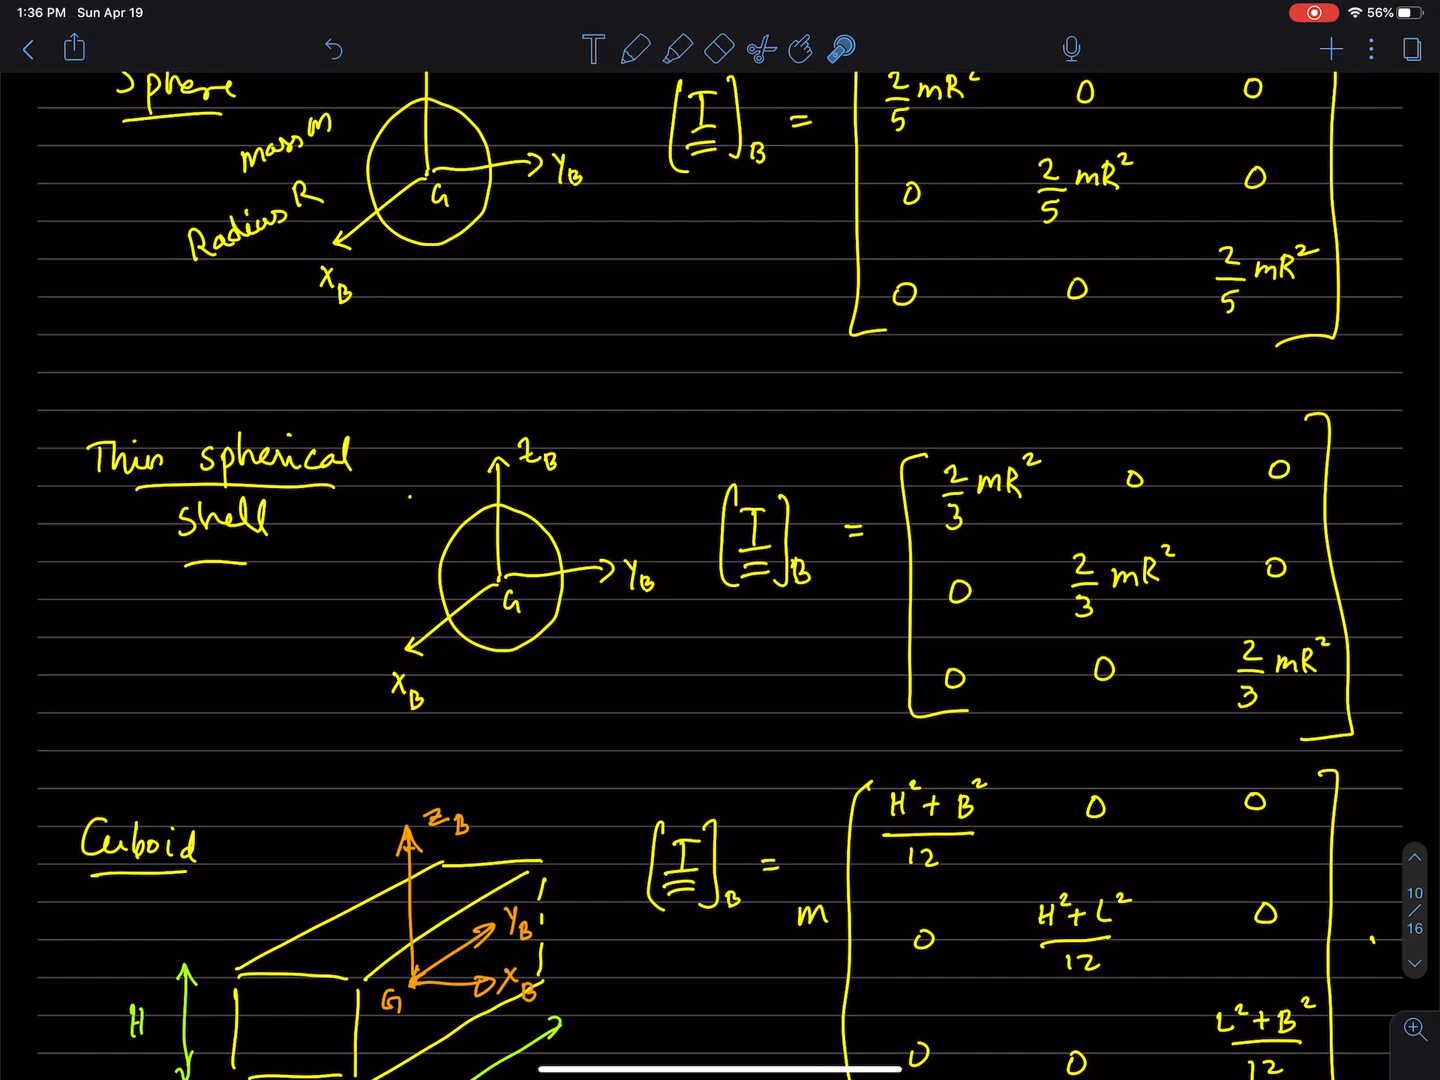 1:36 PM Sun Apr 19
56%
T
Sphere
mass m
Radius R
G
Y_B
X_B
[I]_B =
2/5 mR² 0 0
0 2/5 mR² 0
0 0 2/5 mR²
Thin spherical
shell
Z_B
G
Y_B
X_B
[I]_B =
2/3 mR² 0 0
0 2/3 mR² 0
0 0 2/3 mR²
Cuboid
Z_B
Y_B
X_B
G
H
[I]_B = m
H² + B² / 12 0 0
0 H² + L² / 12 0
0 0 L² + B² / 12
10
/
16